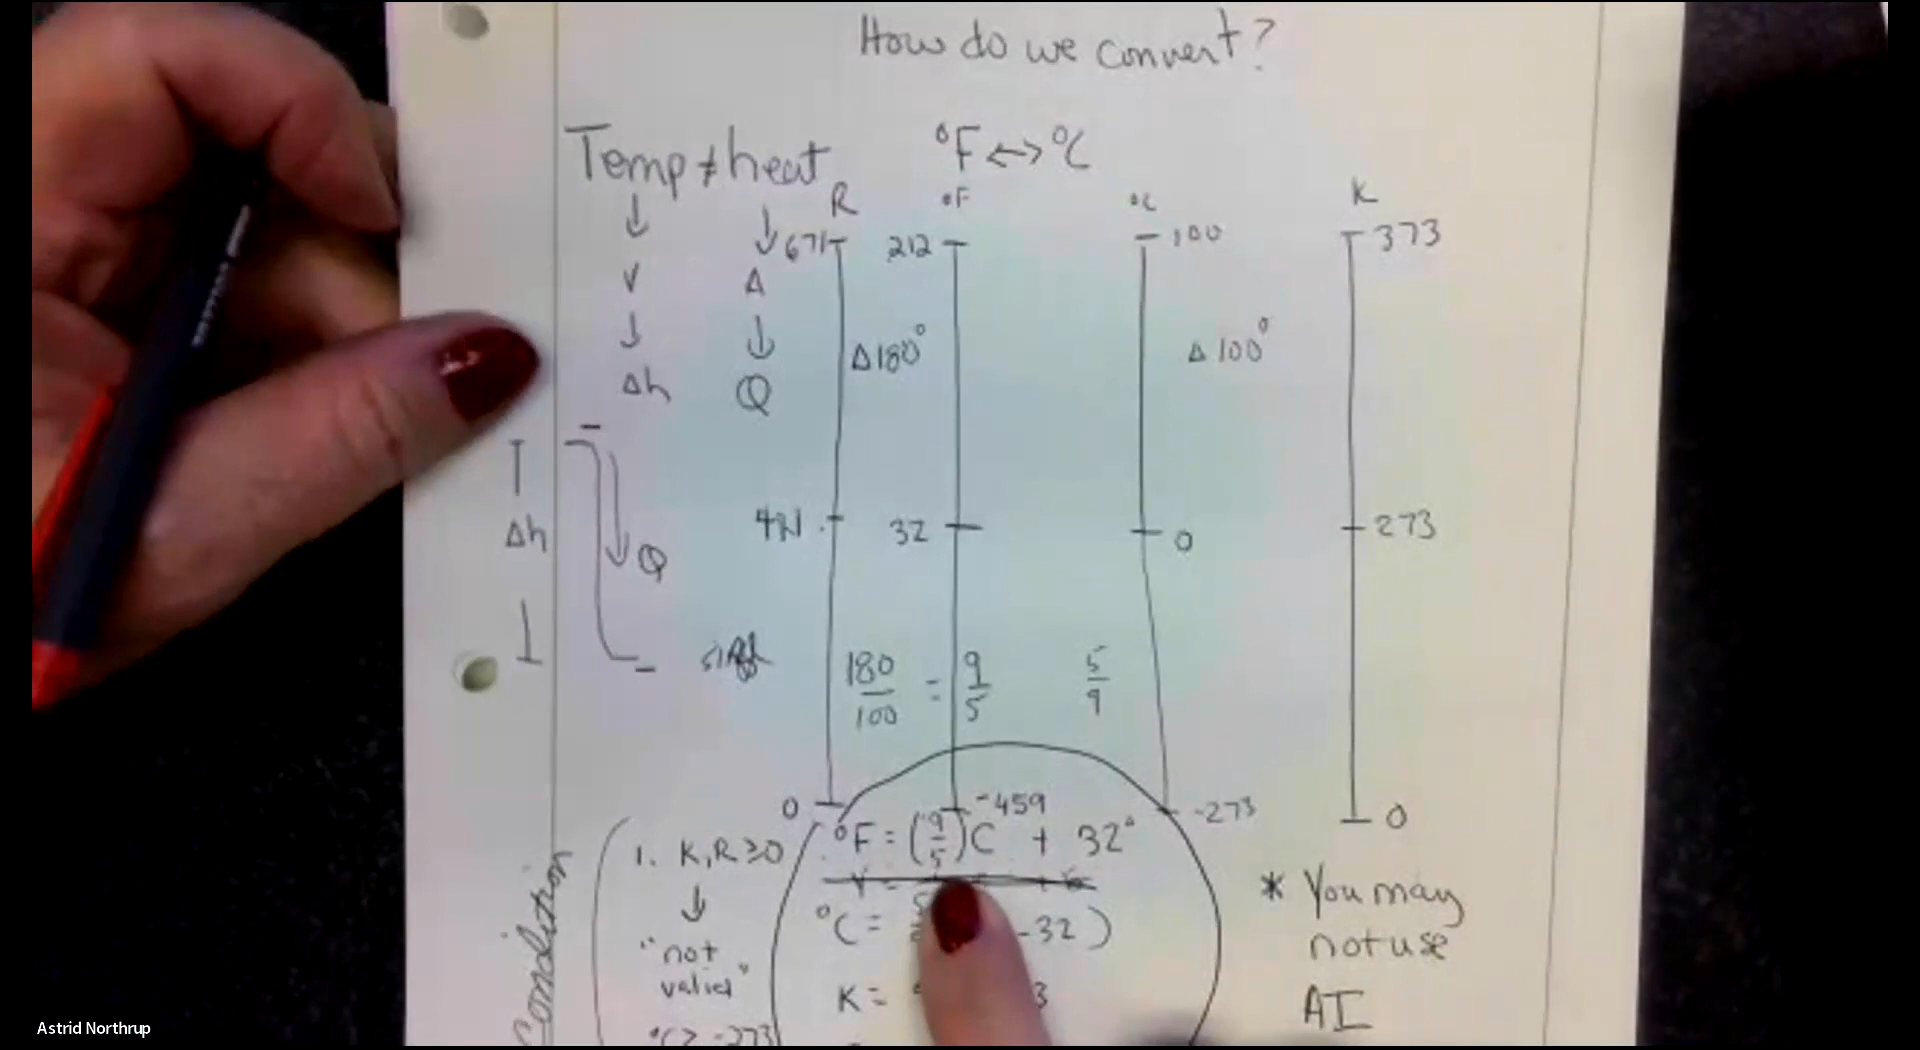 How do we convert?
Temp ≠ heat
°F ↔ °C
R
°F
°C
K
671
212
100
373
↓ ↓
V Δ
↓ ↓
Δh Q
Δ180°
Δ100°
Δh
Q
32
0
273
180/100 = 9/5
5/9
0
-459
-273
0
°F = (9/5)C + 32°
°C =
-32)
K =
3
Condition
1. K, R ≥ 0
↓
"not
valid"
°C ≥ -273
* You may
not use
AI
Astrid Northrup